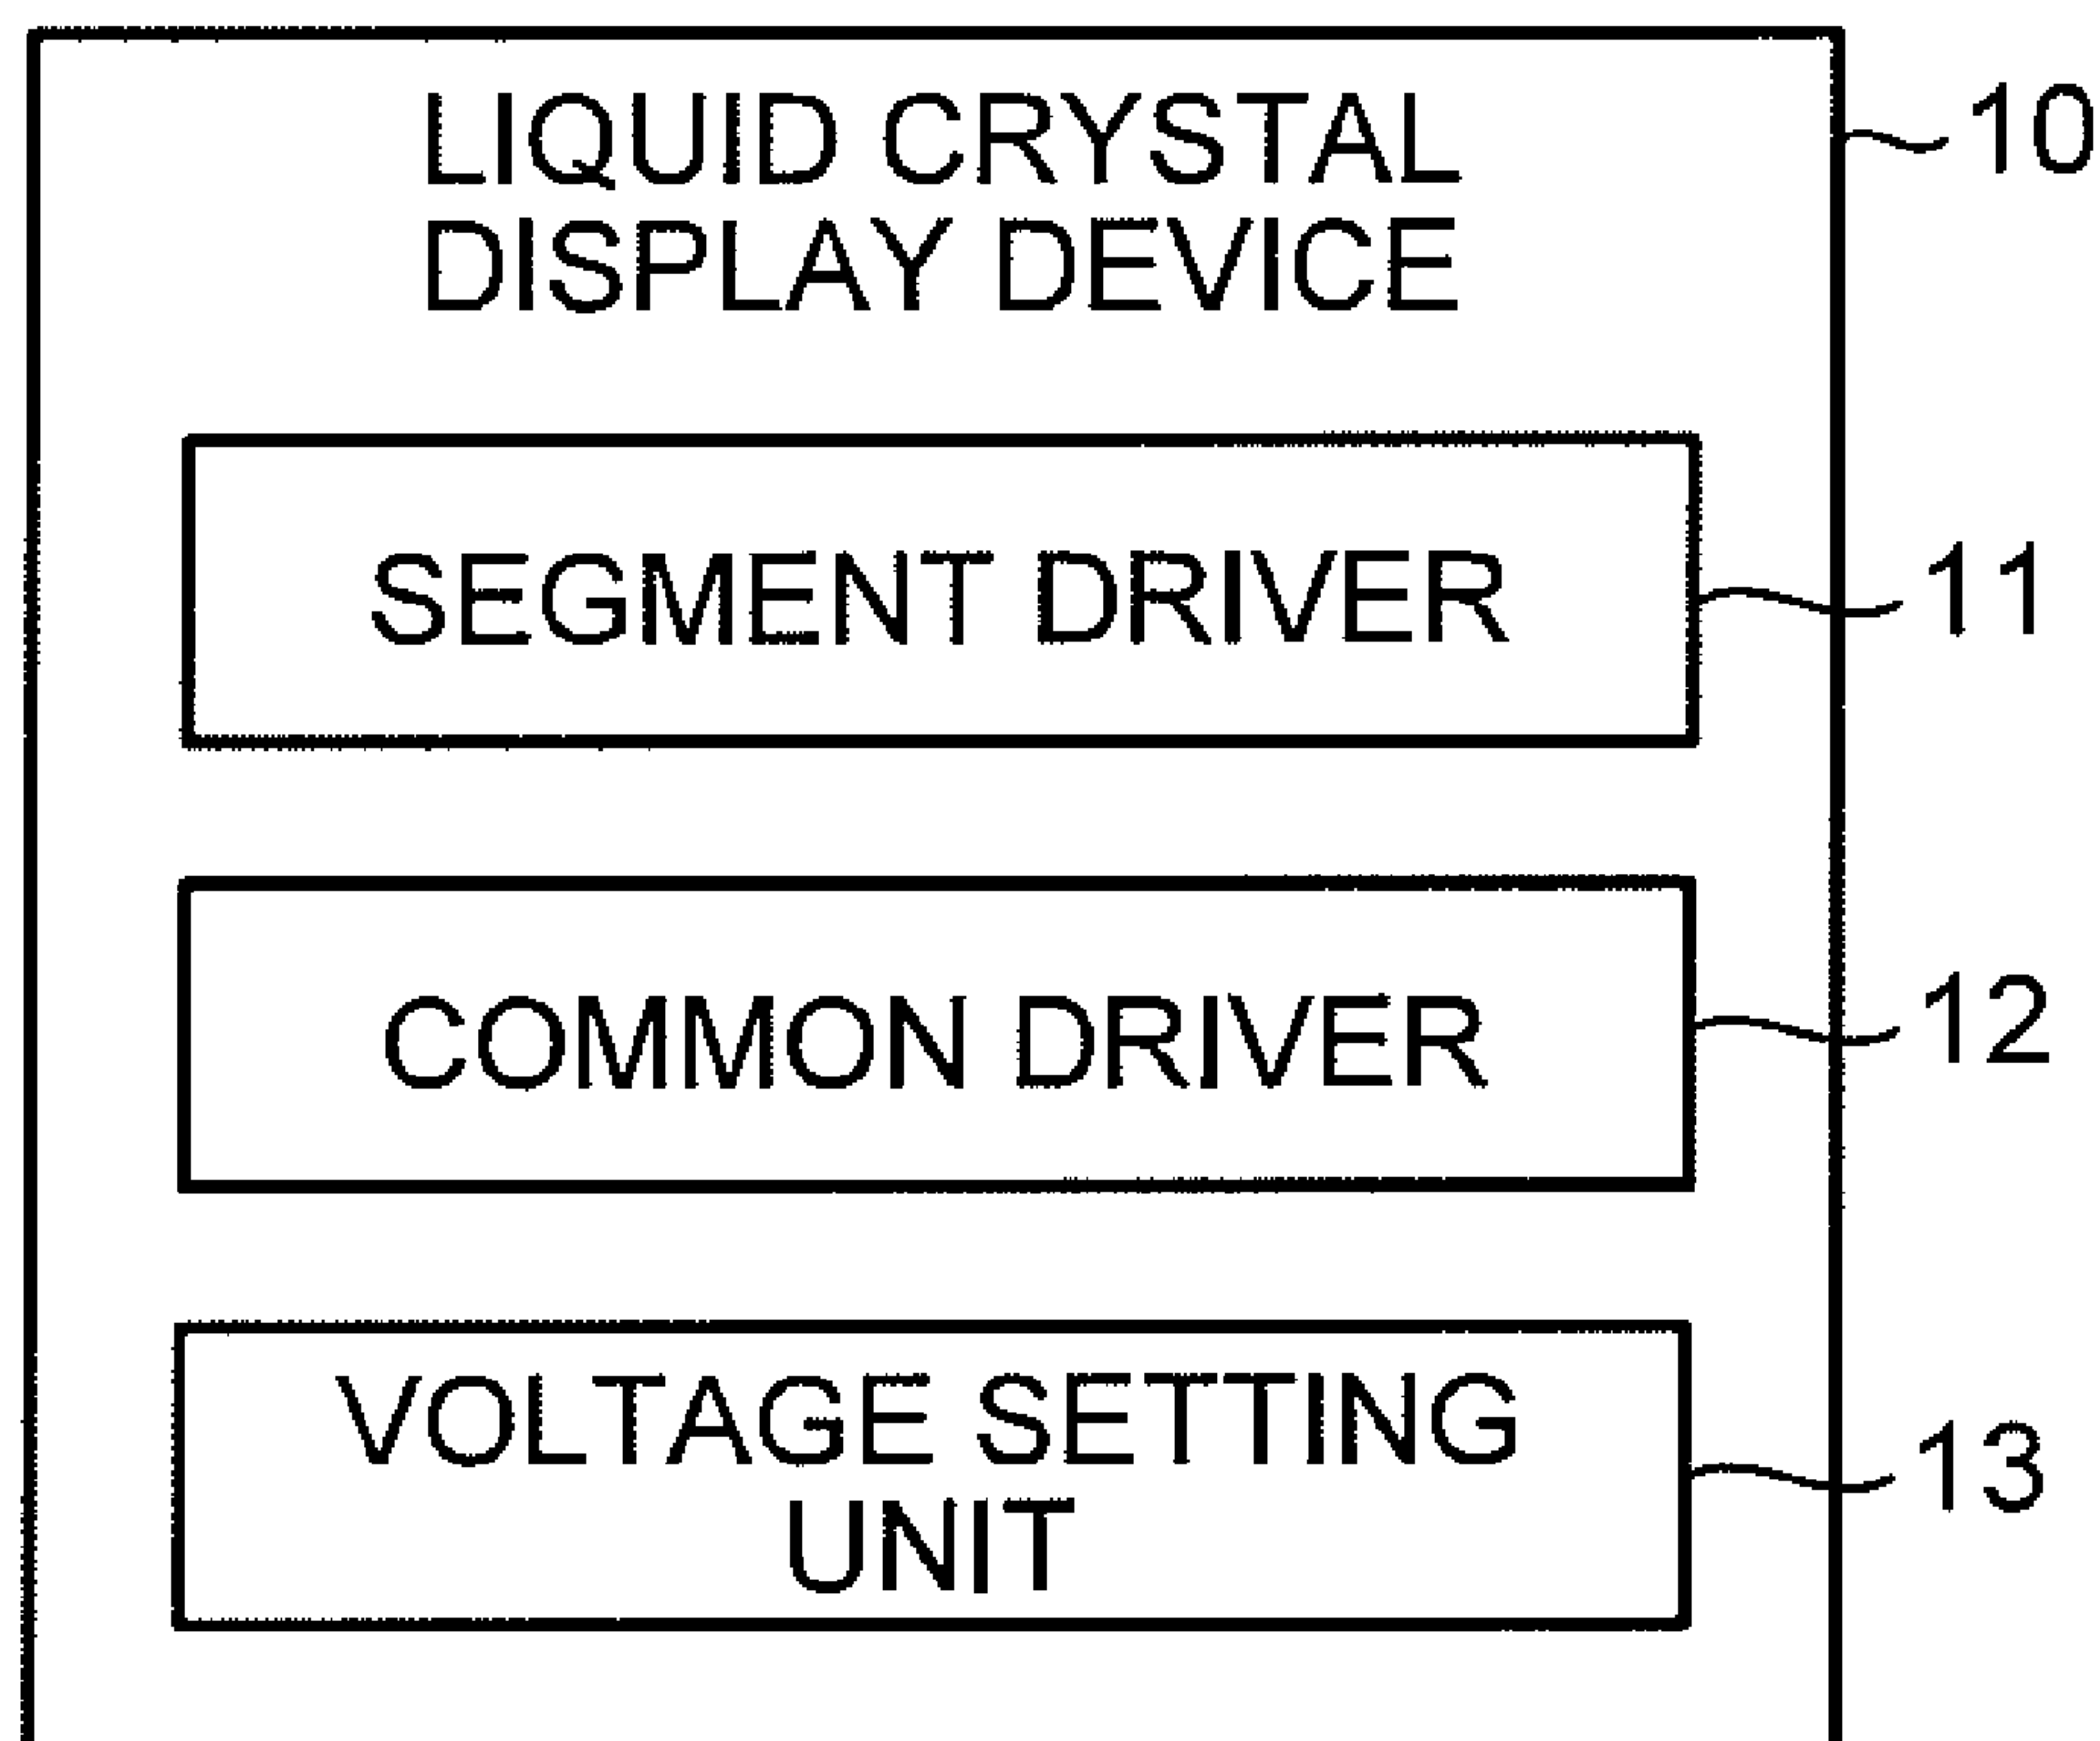 LIQUID CRYSTAL
DISPLAY DEVICE
10
SEGMENT DRIVER
11
COMMON DRIVER
12
VOLTAGE SETTING
UNIT
13